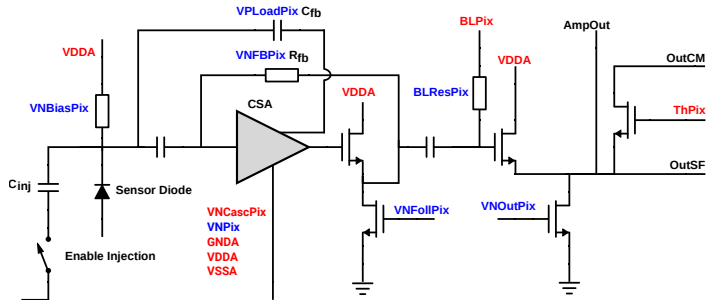 VPLoadPix Cfb
BLPix
AmpOut
VDDA
VNFBPix Rfb
VDDA
OutCM
VNBiasPix
CSA
VDDA
BLResPix
ThPix
Cinj
Sensor Diode
OutSF
VNCascPix
VNFollPix
VNOutPix
VNPix
GNDA
Enable Injection
VDDA
VSSA